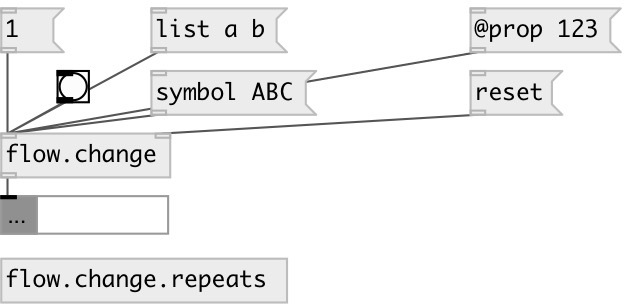 1
list a b
@prop 123
symbol ABC
reset
flow.change
...
flow.change.repeats